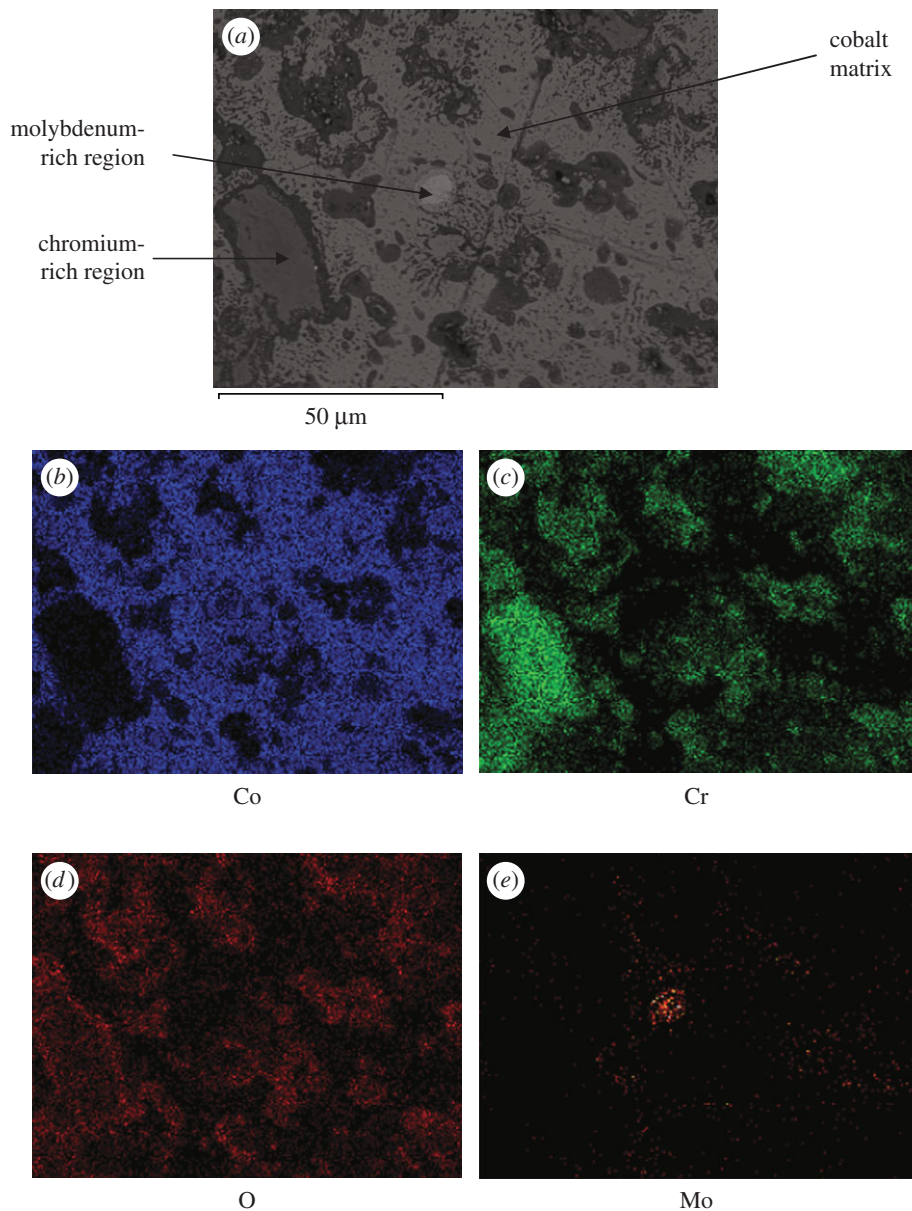 (a)
cobalt
matrix
molybdenum-
rich region
chromium-
rich region
50 μm
(b)
(c)
Co
Cr
(d)
(e)
O
Mo